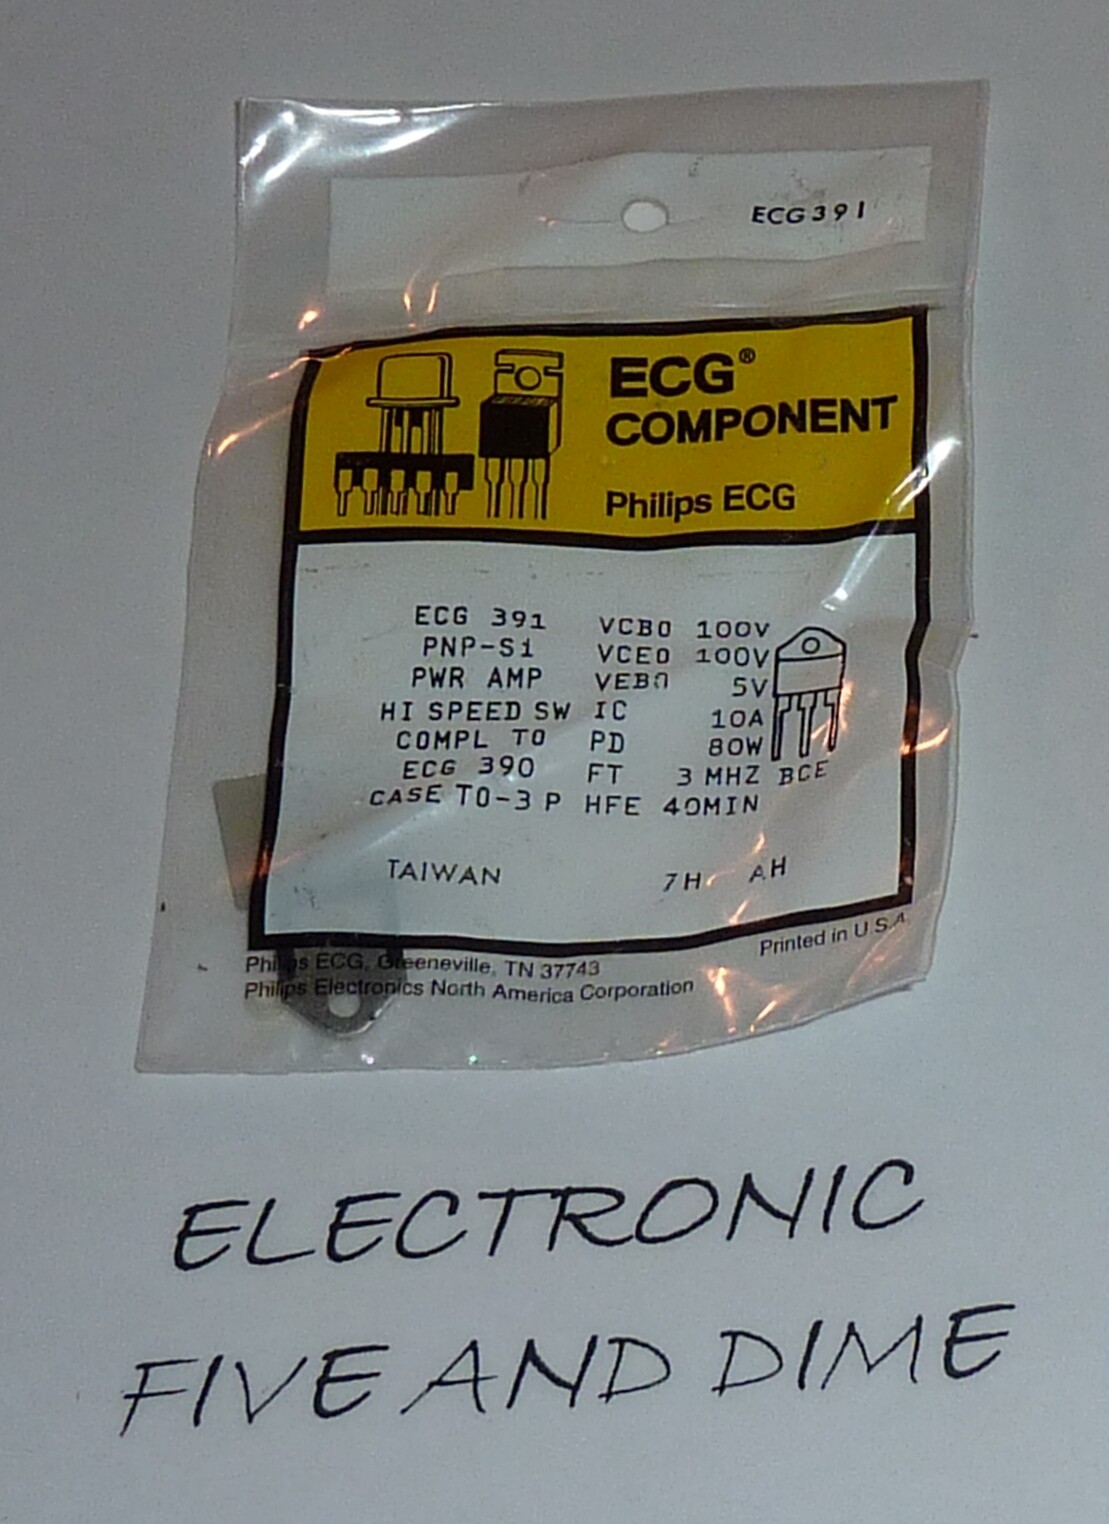 ECG391
ECG®
COMPONENT
Philips ECG
ECG 391 VCBO 100V
PNP-Si VCEO 100V
PWR AMP VEBO 5V
HI SPEED SW IC 10A
COMPL TO PD 80W
ECG 390 FT 3 MHZ BCE
CASE TO-3P HFE 40MIN
TAIWAN 7H AH
Printed in U.S.A.
Philips ECG, Greeneville, TN 37743
Philips Electronics North America Corporation
ELECTRONIC
FIVE AND DIME